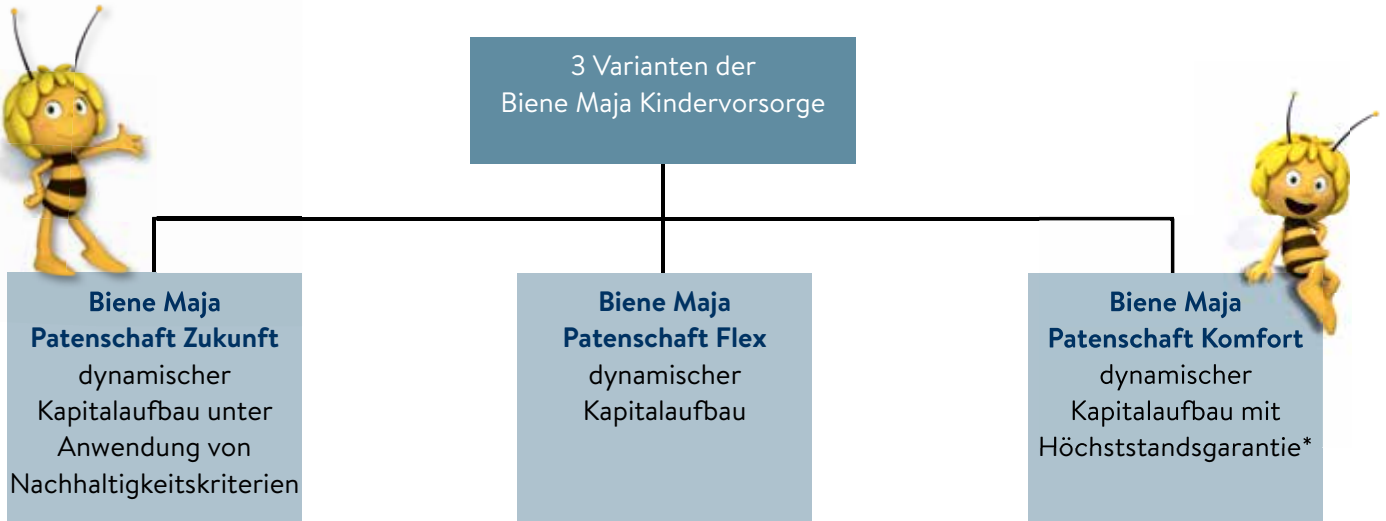 3 Varianten der
Biene Maja Kindervorsorge
Biene Maja
Patenschaft Zukunft
dynamischer
Kapitalaufbau unter
Anwendung von
Nachhaltigkeitskriterien
Biene Maja
Patenschaft Flex
dynamischer
Kapitalaufbau
Biene Maja
Patenschaft Komfort
dynamischer
Kapitalaufbau mit
Höchststandsgarantie*